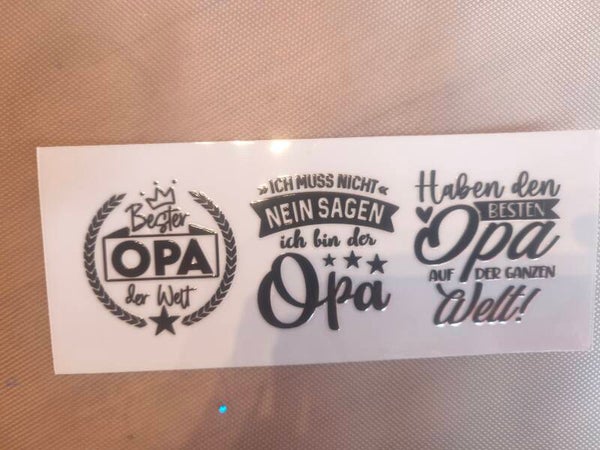 Bester
OPA
der Welt
»ICH MUSS NICHT«
NEIN SAGEN
ich bin der
Opa
Haben den
BESTEN
Opa
AUF DER GANZEN
Welt!